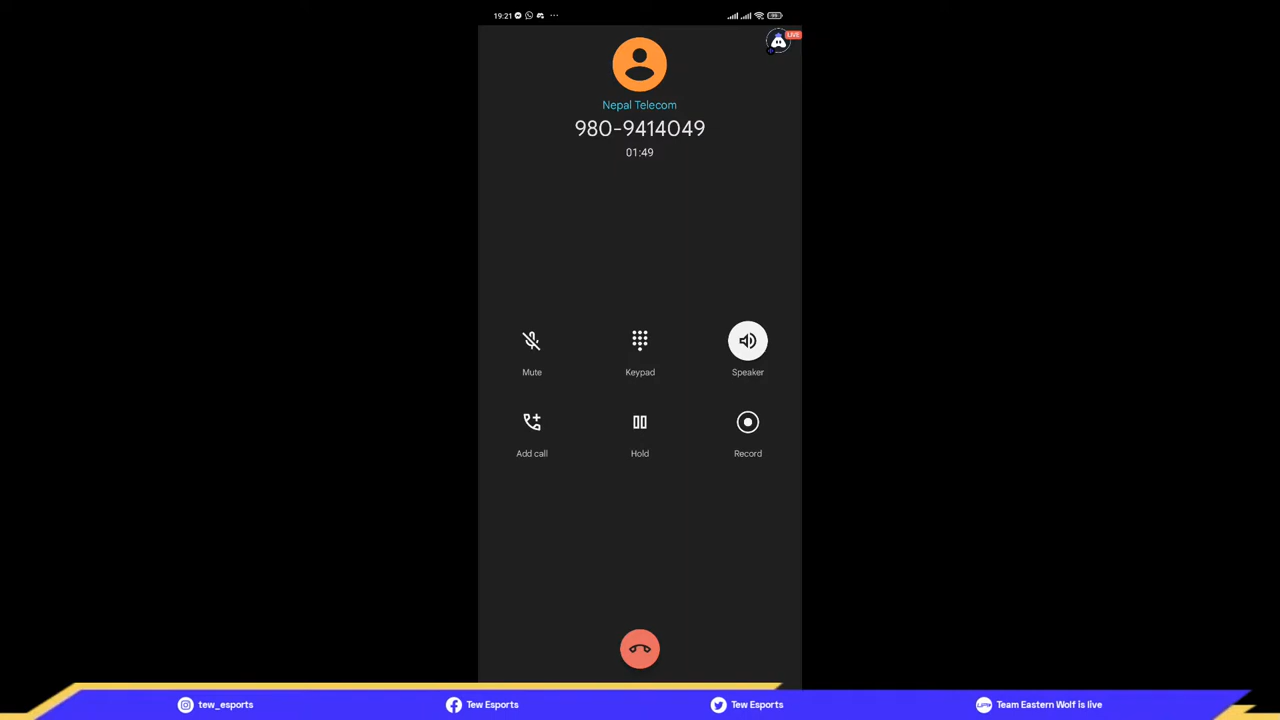 19:21
99
LIVE
Nepal Telecom
980-9414049
01:49
Mute
Keypad
Speaker
Add call
Hold
Record
tew_esports
Tew Esports
Tew Esports
Team Eastern Wolf is live